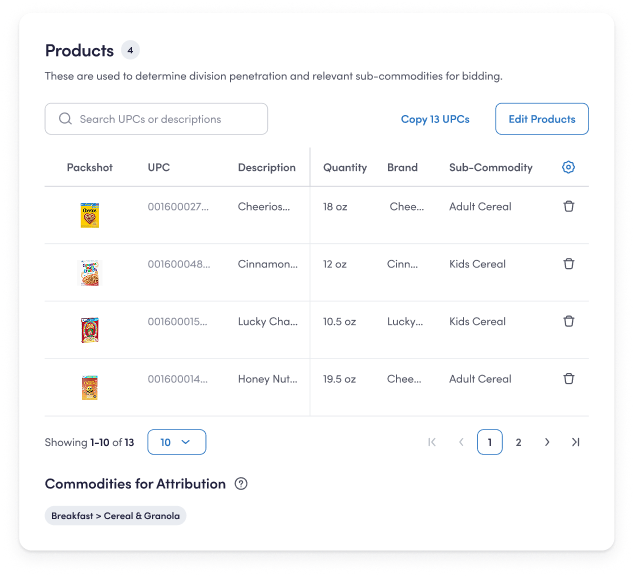 Products 4
These are used to determine division penetration and relevant sub-commodities for bidding.
Search UPCs or descriptions Copy 13 UPCs Edit Products
Packshot UPC Description Quantity Brand Sub-Commodity
001600027... Cheerios... 18 oz Chee... Adult Cereal
001600048... Cinnamon... 12 oz Cinn... Kids Cereal
001600015... Lucky Cha... 10.5 oz Lucky... Kids Cereal
001600014... Honey Nut... 19.5 oz Chee... Adult Cereal
Showing 1-10 of 13 10 1 2
Commodities for Attribution ?
Breakfast > Cereal & Granola